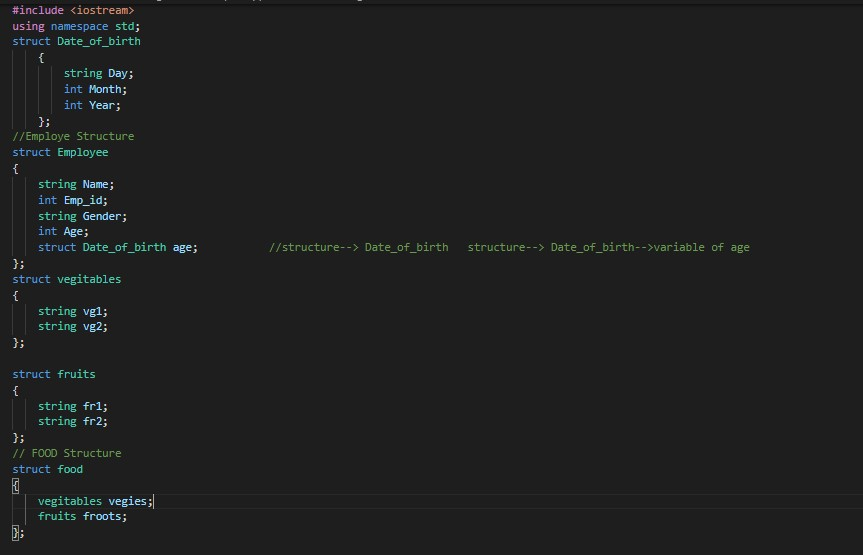 #include <iostream>
using namespace std;
struct Date_of_birth
{
string Day;
int Month;
int Year;
};
//Employe Structure
struct Employee
{
string Name;
int Emp_id;
string Gender;
int Age;
struct Date_of_birth age; //structure--> Date_of_birth structure--> Date_of_birth-->variable of age
};
struct vegitables
{
string vg1;
string vg2;
};
struct fruits
{
string fr1;
string fr2;
};
// FOOD Structure
struct food
{
vegitables vegies;
fruits froots;
};